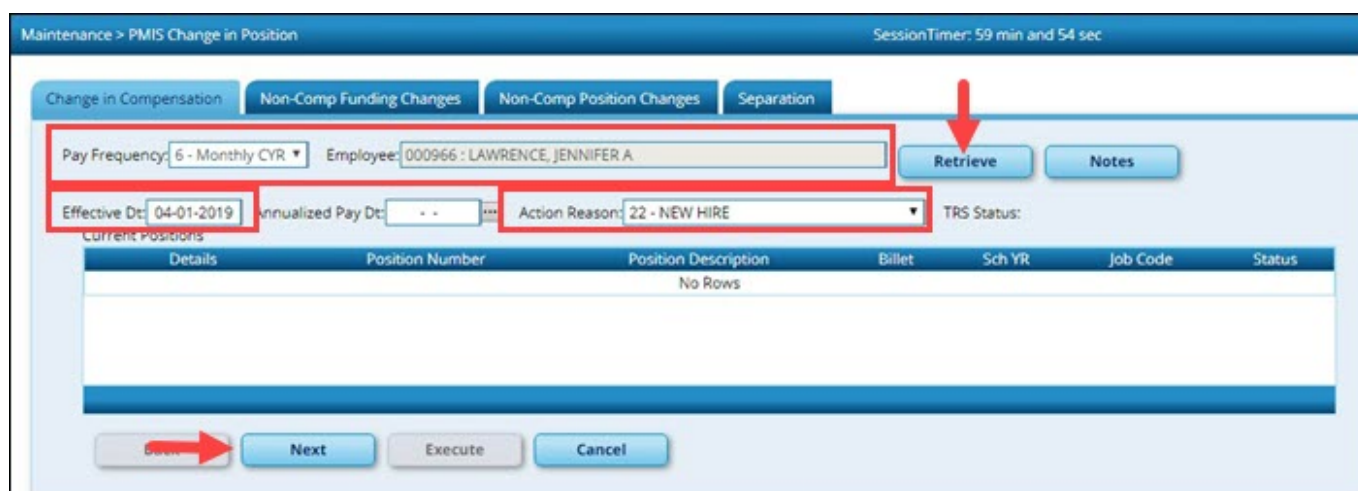 Maintenance > PMIS Change in Position SessionTimer: 59 min and 54 sec
Change in Compensation Non-Comp Funding Changes Non-Comp Position Changes Separation
Pay Frequency: 6 - Monthly CYR Employee: 000966 : LAWRENCE, JENNIFER A Retrieve Notes
Effective Dt: 04-01-2019 Annualized Pay Dt: - - ... Action Reason: 22 - NEW HIRE TRS Status:
Current Positions
Details Position Number Position Description Billet Sch YR Job Code Status
No Rows
Next Execute Cancel